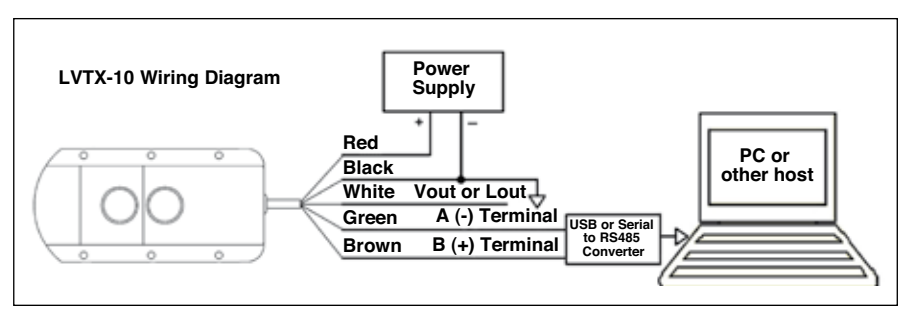 LVTX-10 Wiring Diagram
Power
Supply
+ –
Red
Black
White Vout or Lout
Green A (-) Terminal
Brown B (+) Terminal
USB or Serial
to RS485
Converter
PC or
other host